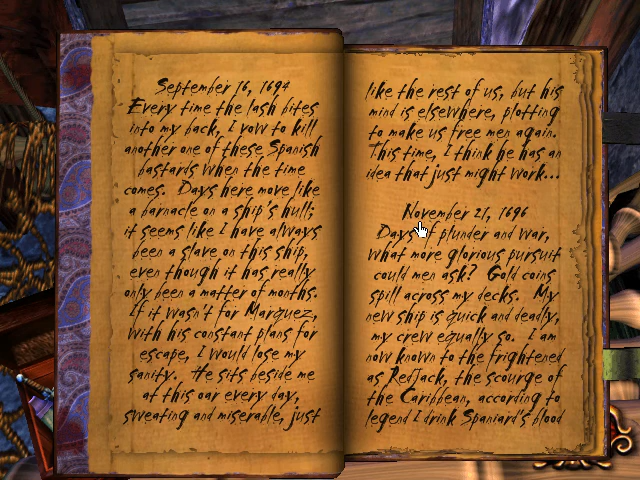 September 16, 1694
Every time the lash bites
into my back, I vow to kill
another one of these Spanish
bastards when the time
comes. Days here move like
a barnacle on a ship's hull;
it seems like I have always
been a slave on this ship,
even though it has really
only been a matter of months.
If it wasn't for Marquez,
with his constant plans for
escape, I would lose my
sanity. He sits beside me
at this oar every day,
sweating and miserable, just
like the rest of us, but his
mind is elsewhere, plotting
to make us free men again.
This time, I think he has an
idea that just might work...
November 21, 1696
Days of plunder and war,
what more glorious pursuit
could men ask? Gold coins
spill across my decks. My
new ship is quick and deadly,
my crew equally so. I am
now known to the frightened
as RedJack, the scourge of
the Caribbean, according to
legend I drink Spaniard's blood